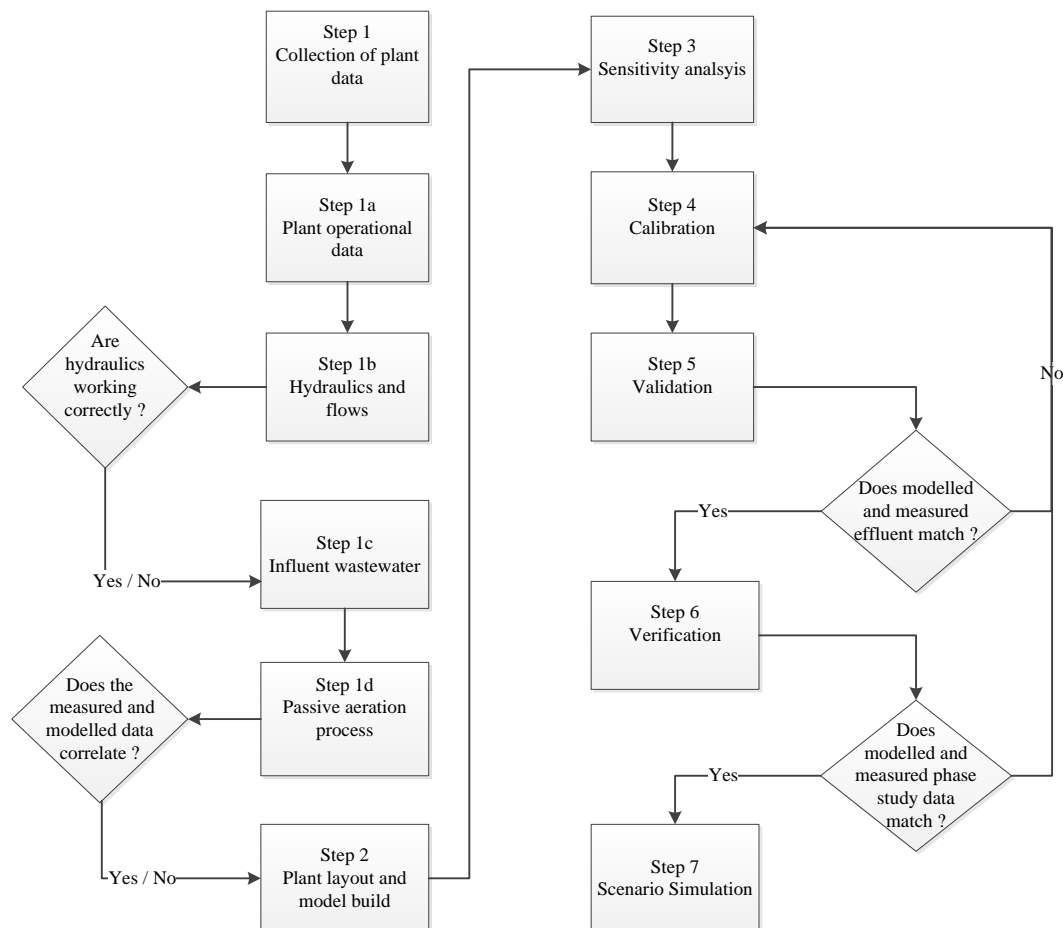 Step 1
Collection of plant
data
Step 1a
Plant operational
data
Step 1b
Hydraulics and
flows
Are
hydraulics
working
correctly ?
Yes / No
Step 1c
Influent wastewater
Step 1d
Passive aeration
process
Does the
measured and
modelled data
correlate ?
Yes / No
Step 2
Plant layout and
model build
Step 3
Sensitivity analsyis
Step 4
Calibration
Step 5
Validation
Does modelled
and measured
effluent match ?
No
Yes
Step 6
Verification
Does
modelled and
measured phase
study data
match ?
Yes
Step 7
Scenario Simulation